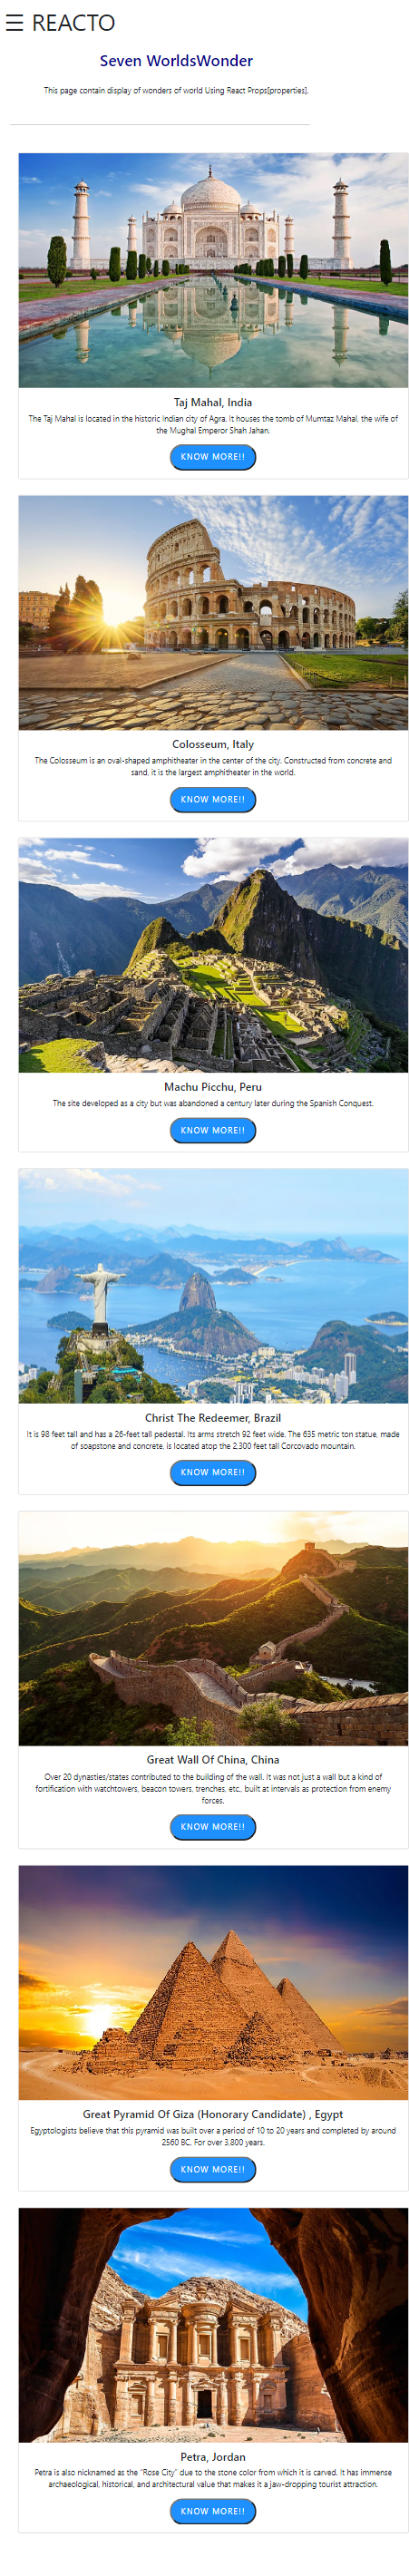 ☰ REACTO
Seven WorldsWonder
This page contain display of wonders of world Using React Props[properties].
Taj Mahal, India
The Taj Mahal is located in the historic Indian city of Agra. It houses the tomb of Mumtaz Mahal, the wife of
the Mughal Emperor Shah Jahan.
KNOW MORE!!
Colosseum, Italy
The Colosseum is an oval-shaped amphitheater in the center of the city. Constructed from concrete and
sand, it is the largest amphitheater in the world.
KNOW MORE!!
Machu Picchu, Peru
The site developed as a city but was abandoned a century later during the Spanish Conquest.
KNOW MORE!!
Christ The Redeemer, Brazil
It is 98 feet tall and has a 26-feet tall pedestal. Its arms stretch 92 feet wide. The 635 metric ton statue, made
of soapstone and concrete, is located atop the 2,300 feet tall Corcovado mountain.
KNOW MORE!!
Great Wall Of China, China
Over 20 dynasties/states contributed to the building of the wall. It was not just a wall but a kind of
fortification with watchtowers, beacon towers, trenches, etc., built at intervals as protection from enemy
forces.
KNOW MORE!!
Great Pyramid Of Giza (Honorary Candidate) , Egypt
Egyptologists believe that this pyramid was built over a period of 10 to 20 years and completed by around
2560 BC. For over 3,800 years.
KNOW MORE!!
Petra, Jordan
Petra is also nicknamed as the “Rose City” due to the stone color from which it is carved. It has immense
archaeological, historical, and architectural value that makes it a jaw-dropping tourist attraction.
KNOW MORE!!